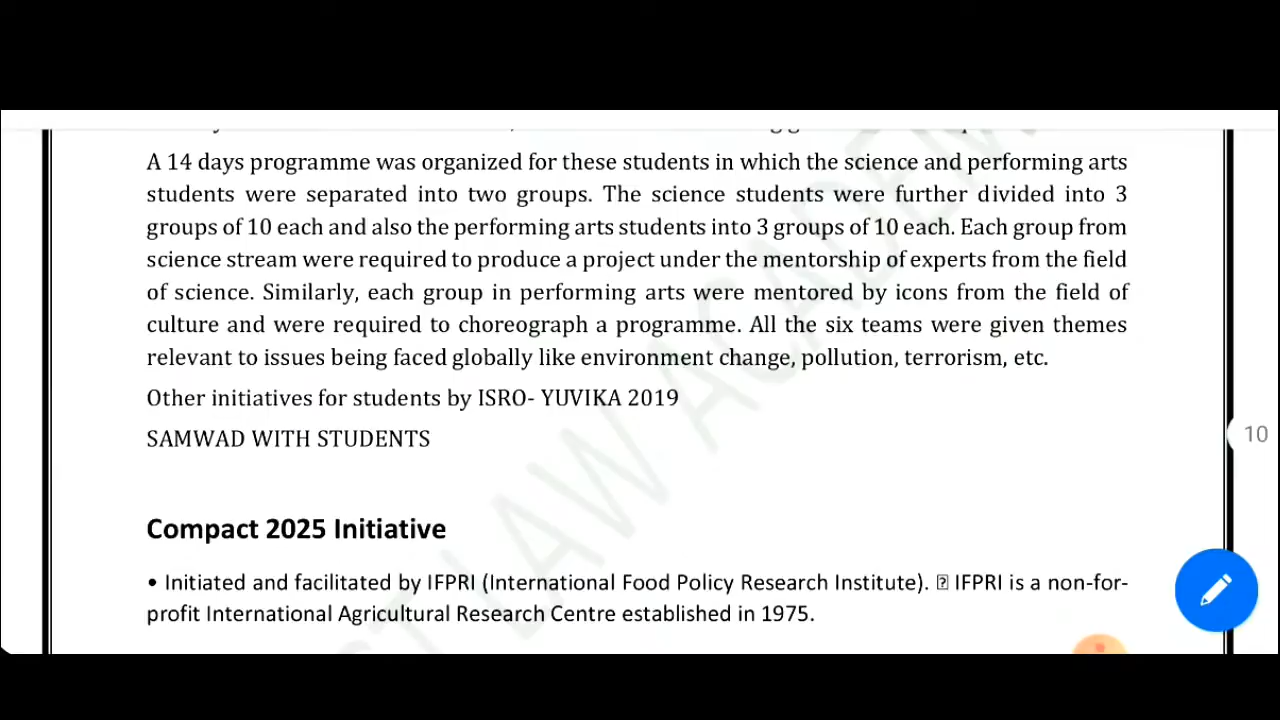 A 14 days programme was organized for these students in which the science and performing arts
students were separated into two groups. The science students were further divided into 3
groups of 10 each and also the performing arts students into 3 groups of 10 each. Each group from
science stream were required to produce a project under the mentorship of experts from the field
of science. Similarly, each group in performing arts were mentored by icons from the field of
culture and were required to choreograph a programme. All the six teams were given themes
relevant to issues being faced globally like environment change, pollution, terrorism, etc.
Other initiatives for students by ISRO- YUVIKA 2019
SAMWAD WITH STUDENTS
10
Compact 2025 Initiative
• Initiated and facilitated by IFPRI (International Food Policy Research Institute). ⍰ IFPRI is a non-for-
profit International Agricultural Research Centre established in 1975.
LAW ACADEM